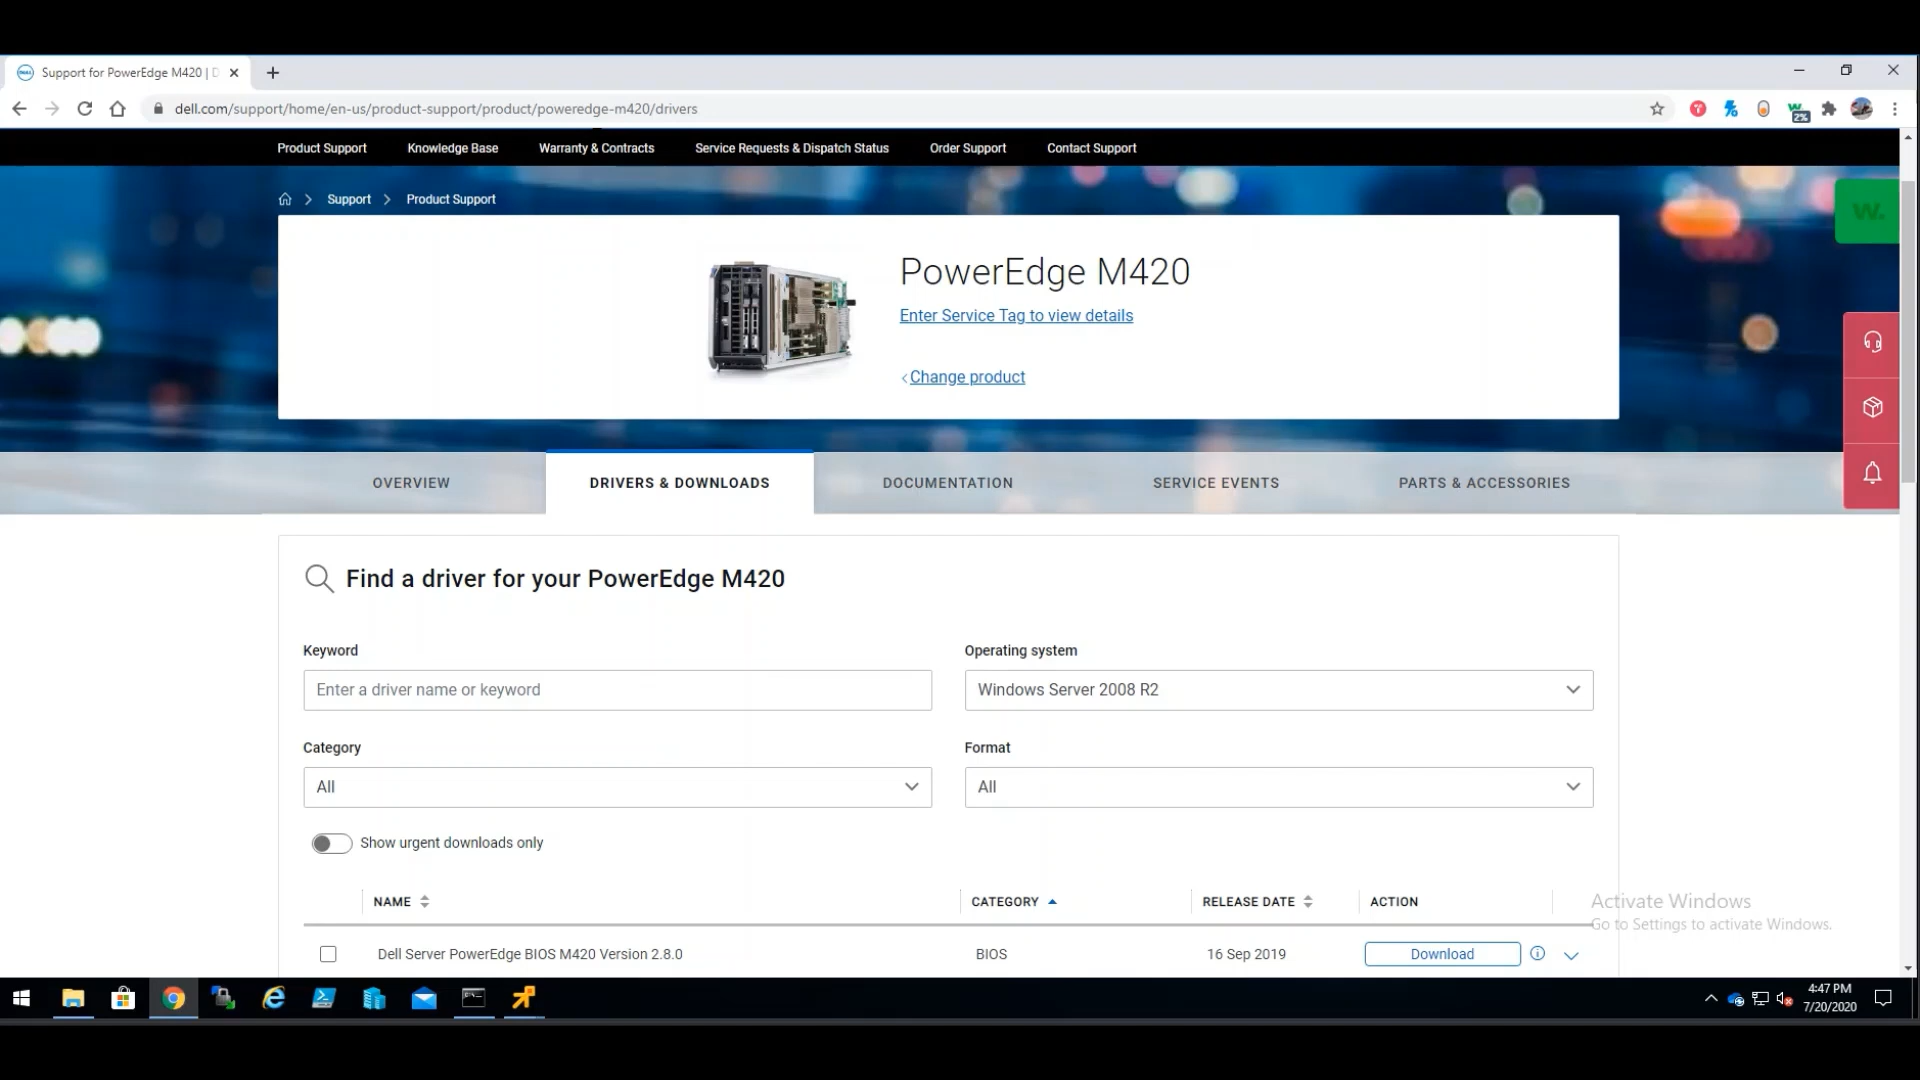 Support for PowerEdge M420 | D
dell.com/support/home/en-us/product-support/product/poweredge-m420/drivers
2%
Product Support Knowledge Base Warranty & Contracts Service Requests & Dispatch Status Order Support Contact Support
Support Product Support
w.
PowerEdge M420
Enter Service Tag to view details
Change product
OVERVIEW DRIVERS & DOWNLOADS DOCUMENTATION SERVICE EVENTS PARTS & ACCESSORIES
Find a driver for your PowerEdge M420
Keyword Operating system
Enter a driver name or keyword Windows Server 2008 R2
Category Format
All All
Show urgent downloads only
NAME CATEGORY RELEASE DATE ACTION
Activate Windows
Go to Settings to activate Windows.
Dell Server PowerEdge BIOS M420 Version 2.8.0 BIOS 16 Sep 2019 Download
4:47 PM
7/20/2020